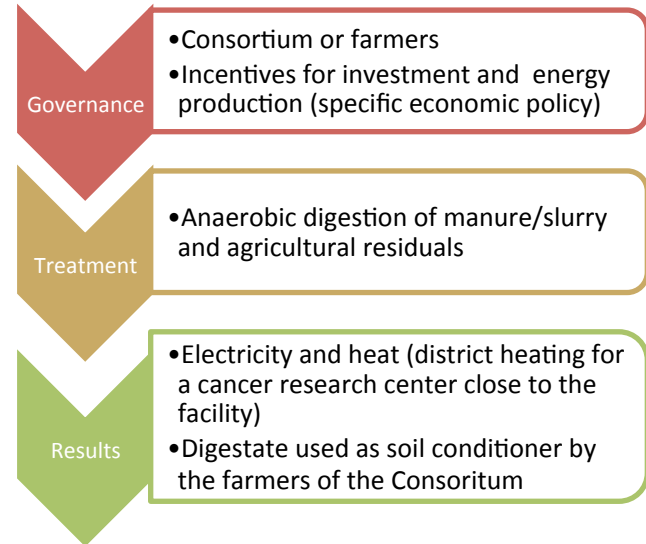 Governance
•Consortium or farmers
•Incentives for investment and energy
production (specific economic policy)
Treatment
•Anaerobic digestion of manure/slurry
and agricultural residuals
Results
•Electricity and heat (district heating for
a cancer research center close to the
facility)
•Digestate used as soil conditioner by
the farmers of the Consoritum